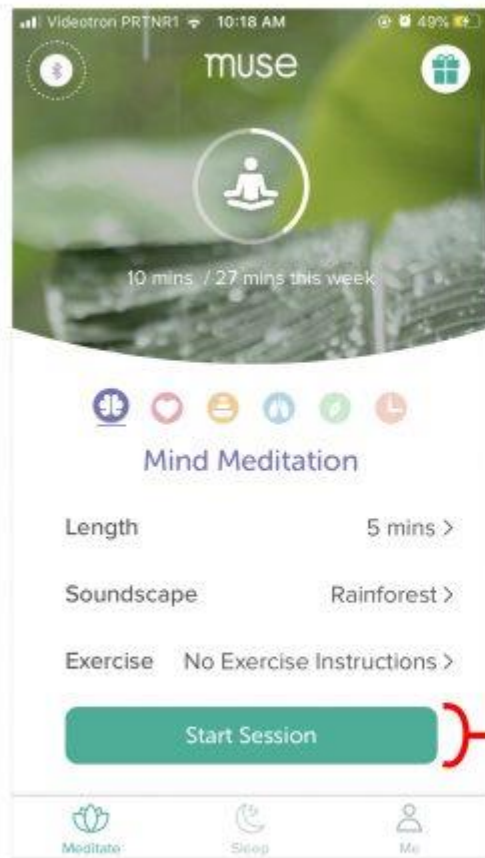 Videotron PRTNR1 10:18 AM 49%
muse
10 mins / 27 mins this week
Mind Meditation
Length 5 mins >
Soundscape Rainforest >
Exercise No Exercise Instructions >
Start Session
Meditate Sleep Me